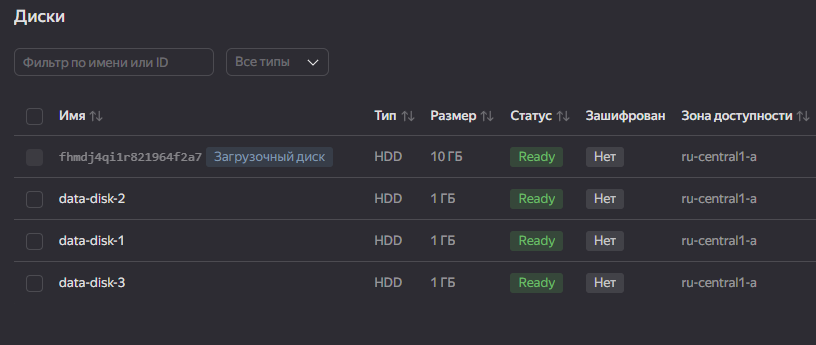 Диски
Фильтр по имени или ID Все типы
Имя Тип Размер Статус Зашифрован Зона доступности
fhmdj4qi1r821964f2a7 Загрузочный диск HDD 10 ГБ Ready Нет ru-central1-a
data-disk-2 HDD 1 ГБ Ready Нет ru-central1-a
data-disk-1 HDD 1 ГБ Ready Нет ru-central1-a
data-disk-3 HDD 1 ГБ Ready Нет ru-central1-a